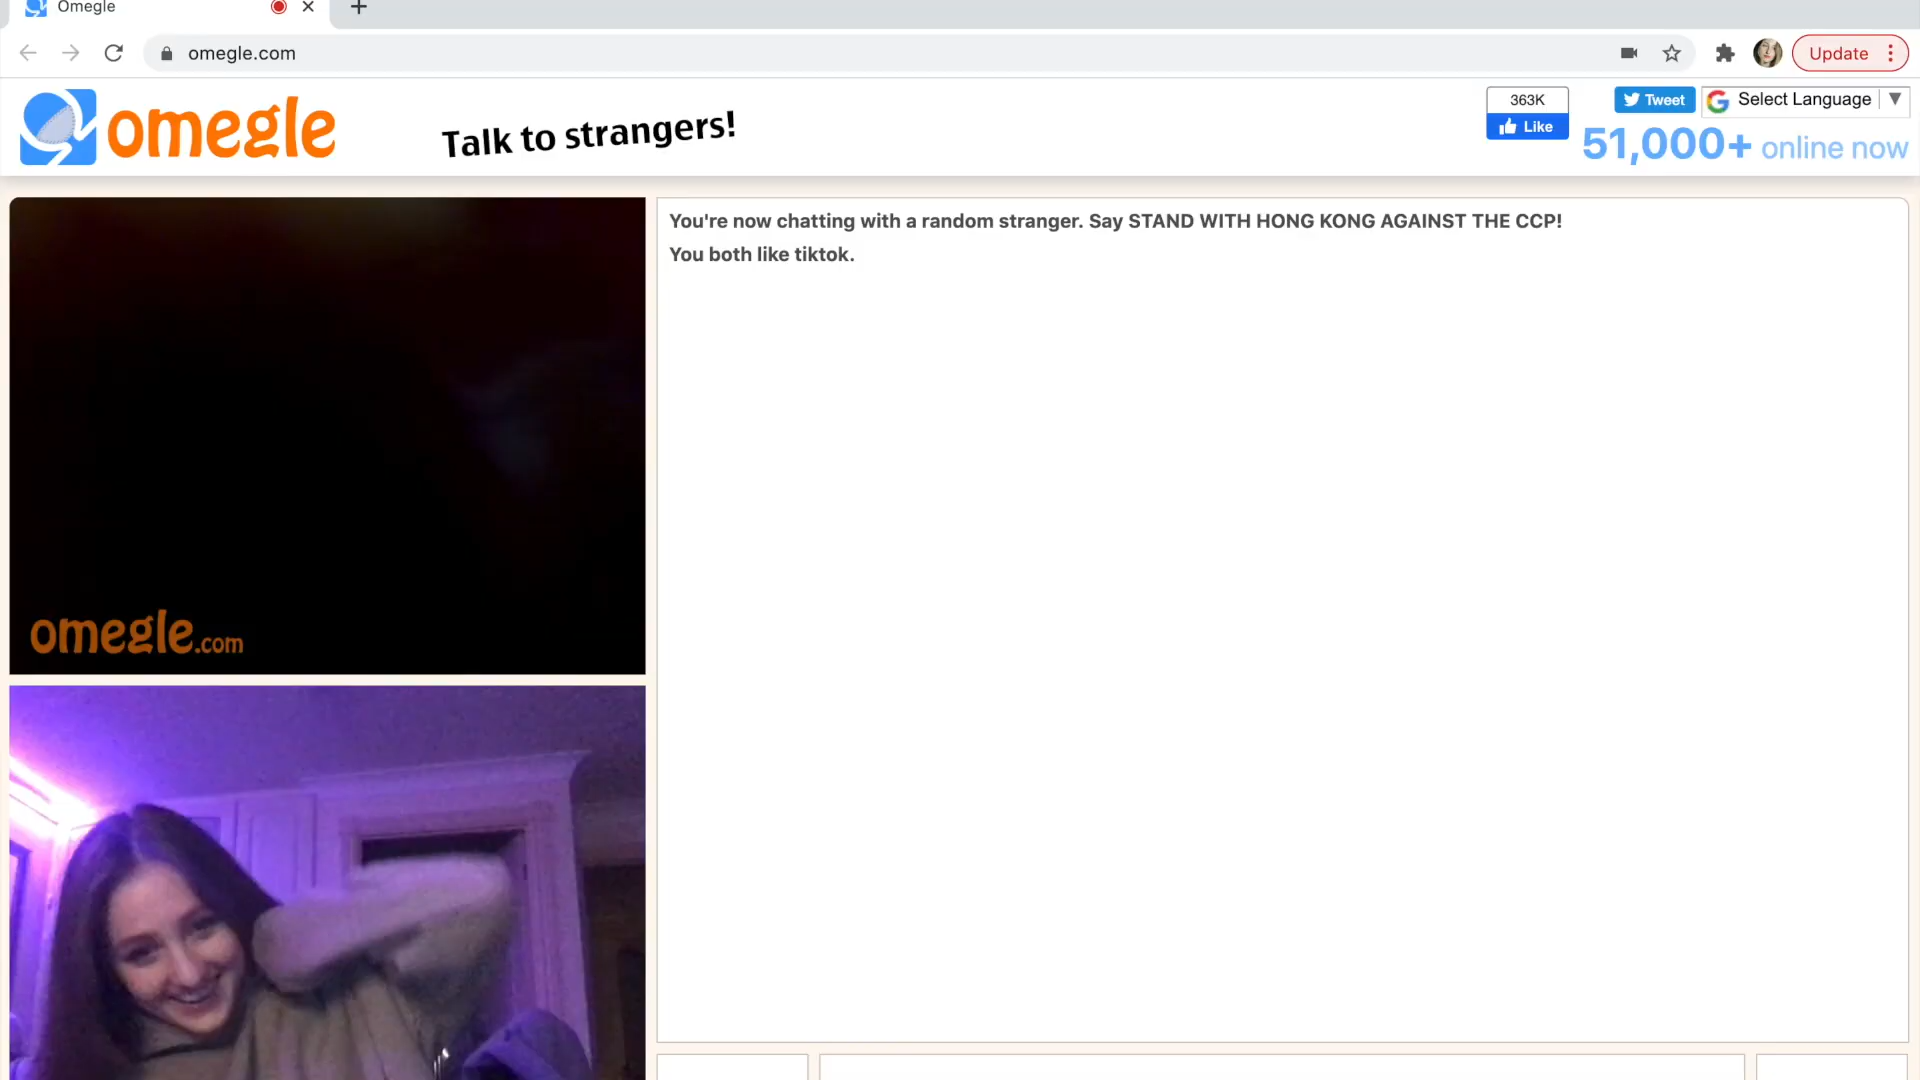 Omegle
omegle.com
Update
omegle
Talk to strangers!
363K
Like
Tweet
Select Language
51,000+ online now
You're now chatting with a random stranger. Say STAND WITH HONG KONG AGAINST THE CCP!
You both like tiktok.
omegle.com